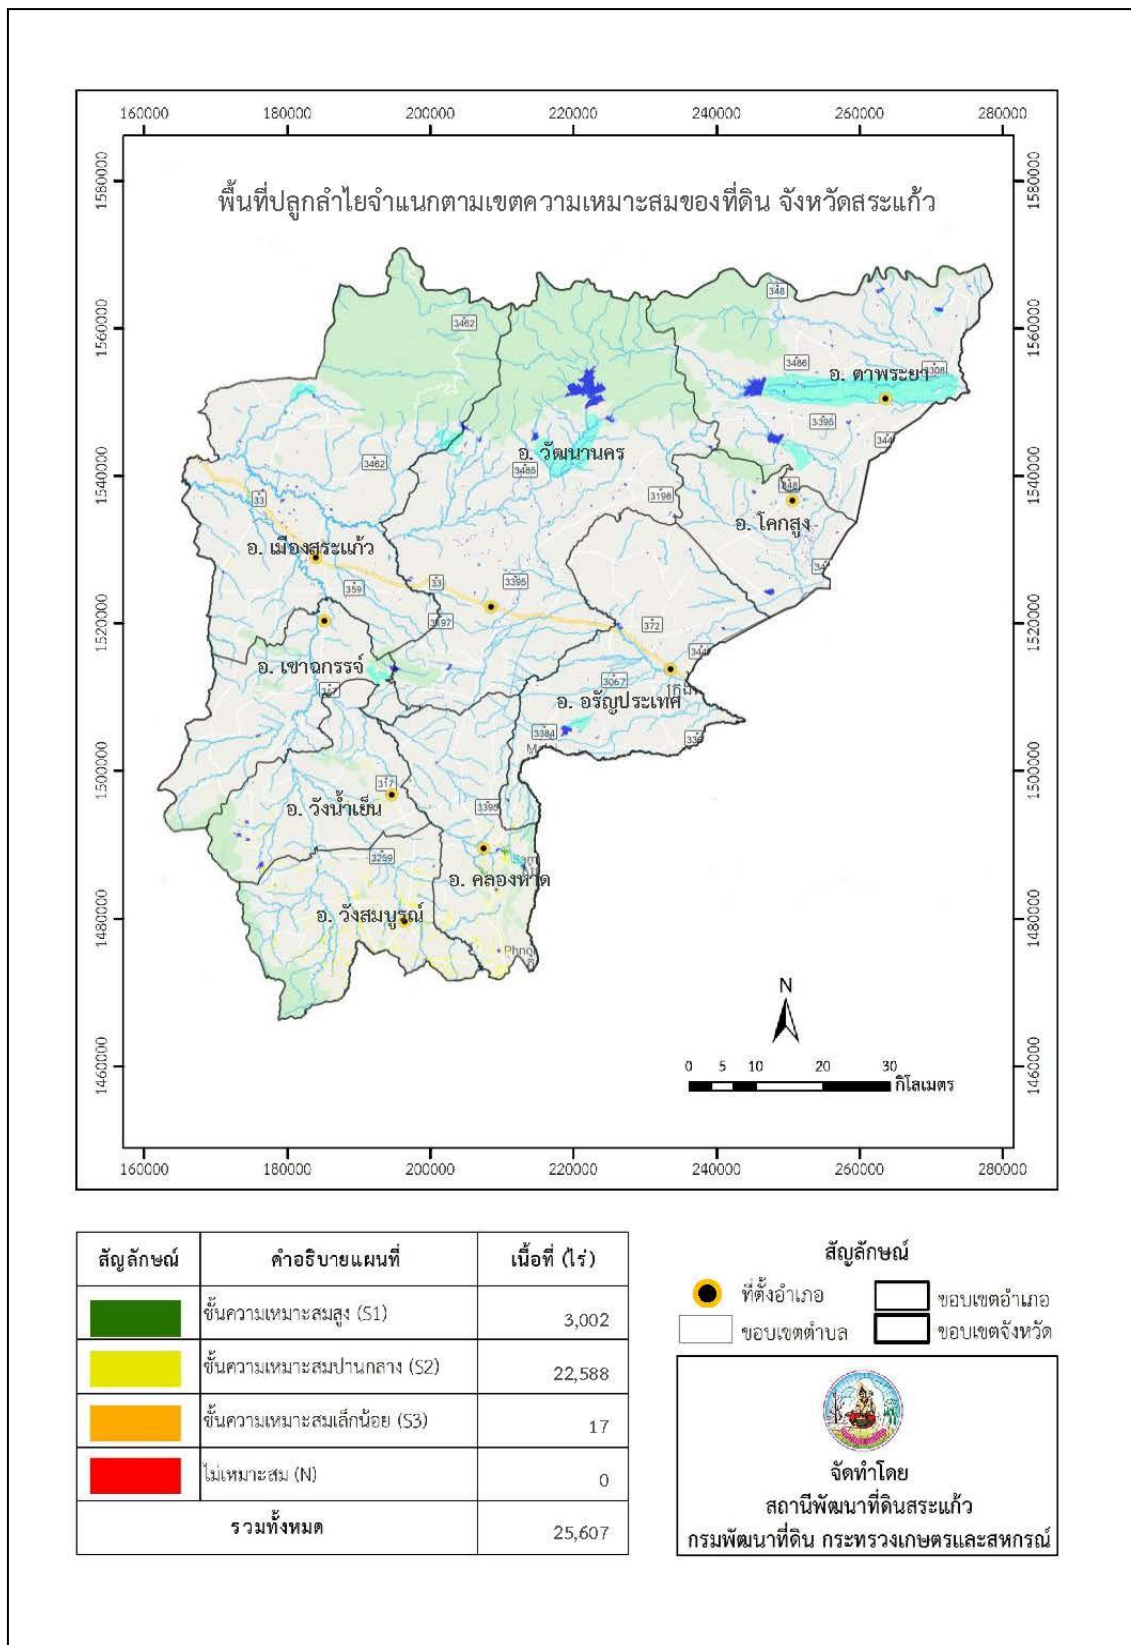 160000 180000 200000 220000 240000 260000 280000
พื้นที่ปลูกลำไยจำแนกตามเขตความเหมาะสมของที่ดิน จังหวัดสระแก้ว
1580000 1580000
1560000 1560000
1540000 1540000
1520000 1520000
1500000 1500000
1480000 1480000
1460000 1460000
348
3462
3486
3308
อ. ตาพระยา
3395
344
อ. วัฒนานคร
3462
3485
348
33
3198
อ. โคกสูง
อ. เมืองสระแก้ว
34
359
33
3395
3197
372
344
อ. เขาฉกรรจ์
3067
317
อ. อรัญประเทศ
3384
336
317
อ. วังน้ำเย็น
3395
3259
Sam
อ. คลองหาด
อ. วังสมบูรณ์
Phno
N
0 5 10 20 30
กิโลเมตร
160000 180000 200000 220000 240000 260000 280000
สัญลักษณ์ คำอธิบายแผนที่ เนื้อที่ (ไร่)
ชั้นความเหมาะสมสูง (S1) 3,002
ชั้นความเหมาะสมปานกลาง (S2) 22,588
ชั้นความเหมาะสมเล็กน้อย (S3) 17
ไม่เหมาะสม (N) 0
รวมทั้งหมด 25,607
สัญลักษณ์
ที่ตั้งอำเภอ ขอบเขตอำเภอ
ขอบเขตตำบล ขอบเขตจังหวัด
จัดทำโดย
สถานีพัฒนาที่ดินสระแก้ว
กรมพัฒนาที่ดิน กระทรวงเกษตรและสหกรณ์